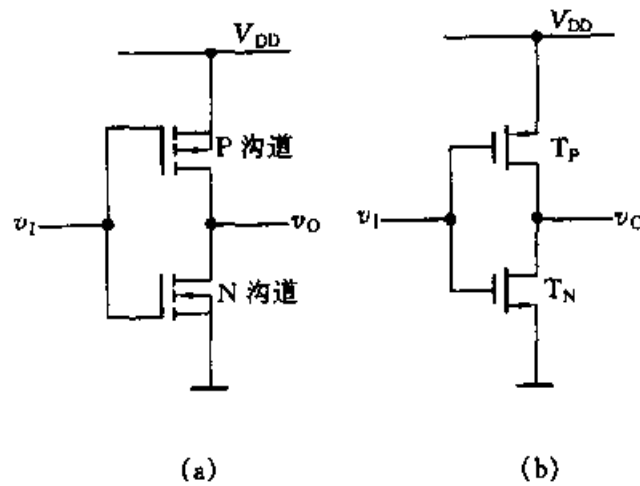 V_DD
P 沟道
v_I
v_O
N 沟道
(a)
V_DD
T_P
v_I
v_O
T_N
(b)